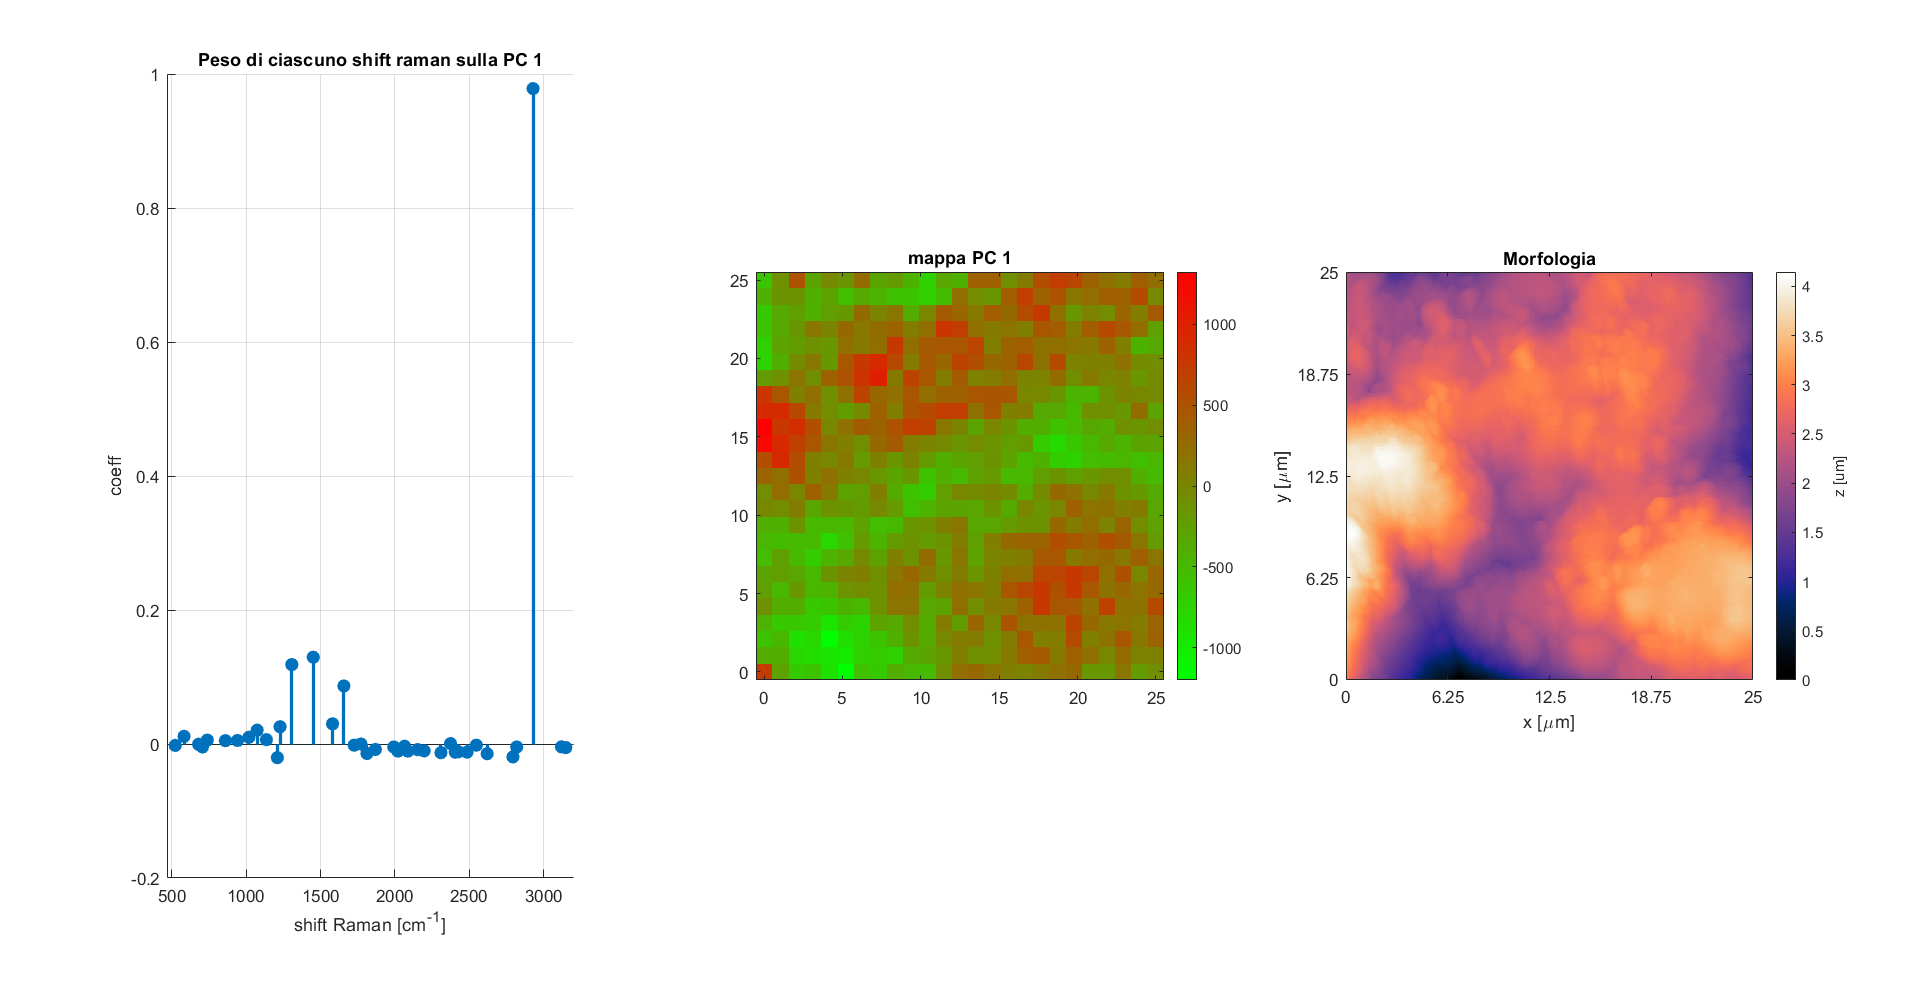 Peso di ciascuno shift raman sulla PC 1
1
0.8
0.6
0.4
0.2
0
-0.2
coeff
500 1000 1500 2000 2500 3000
shift Raman [cm-1]
mappa PC 1
25
20
15
10
5
0
0 5 10 15 20 25
1000
500
0
-500
-1000
Morfologia
25
18.75
12.5
6.25
0
y [μm]
0 6.25 12.5 18.75 25
x [μm]
4
3.5
3
2.5
2
1.5
1
0.5
0
z [um]